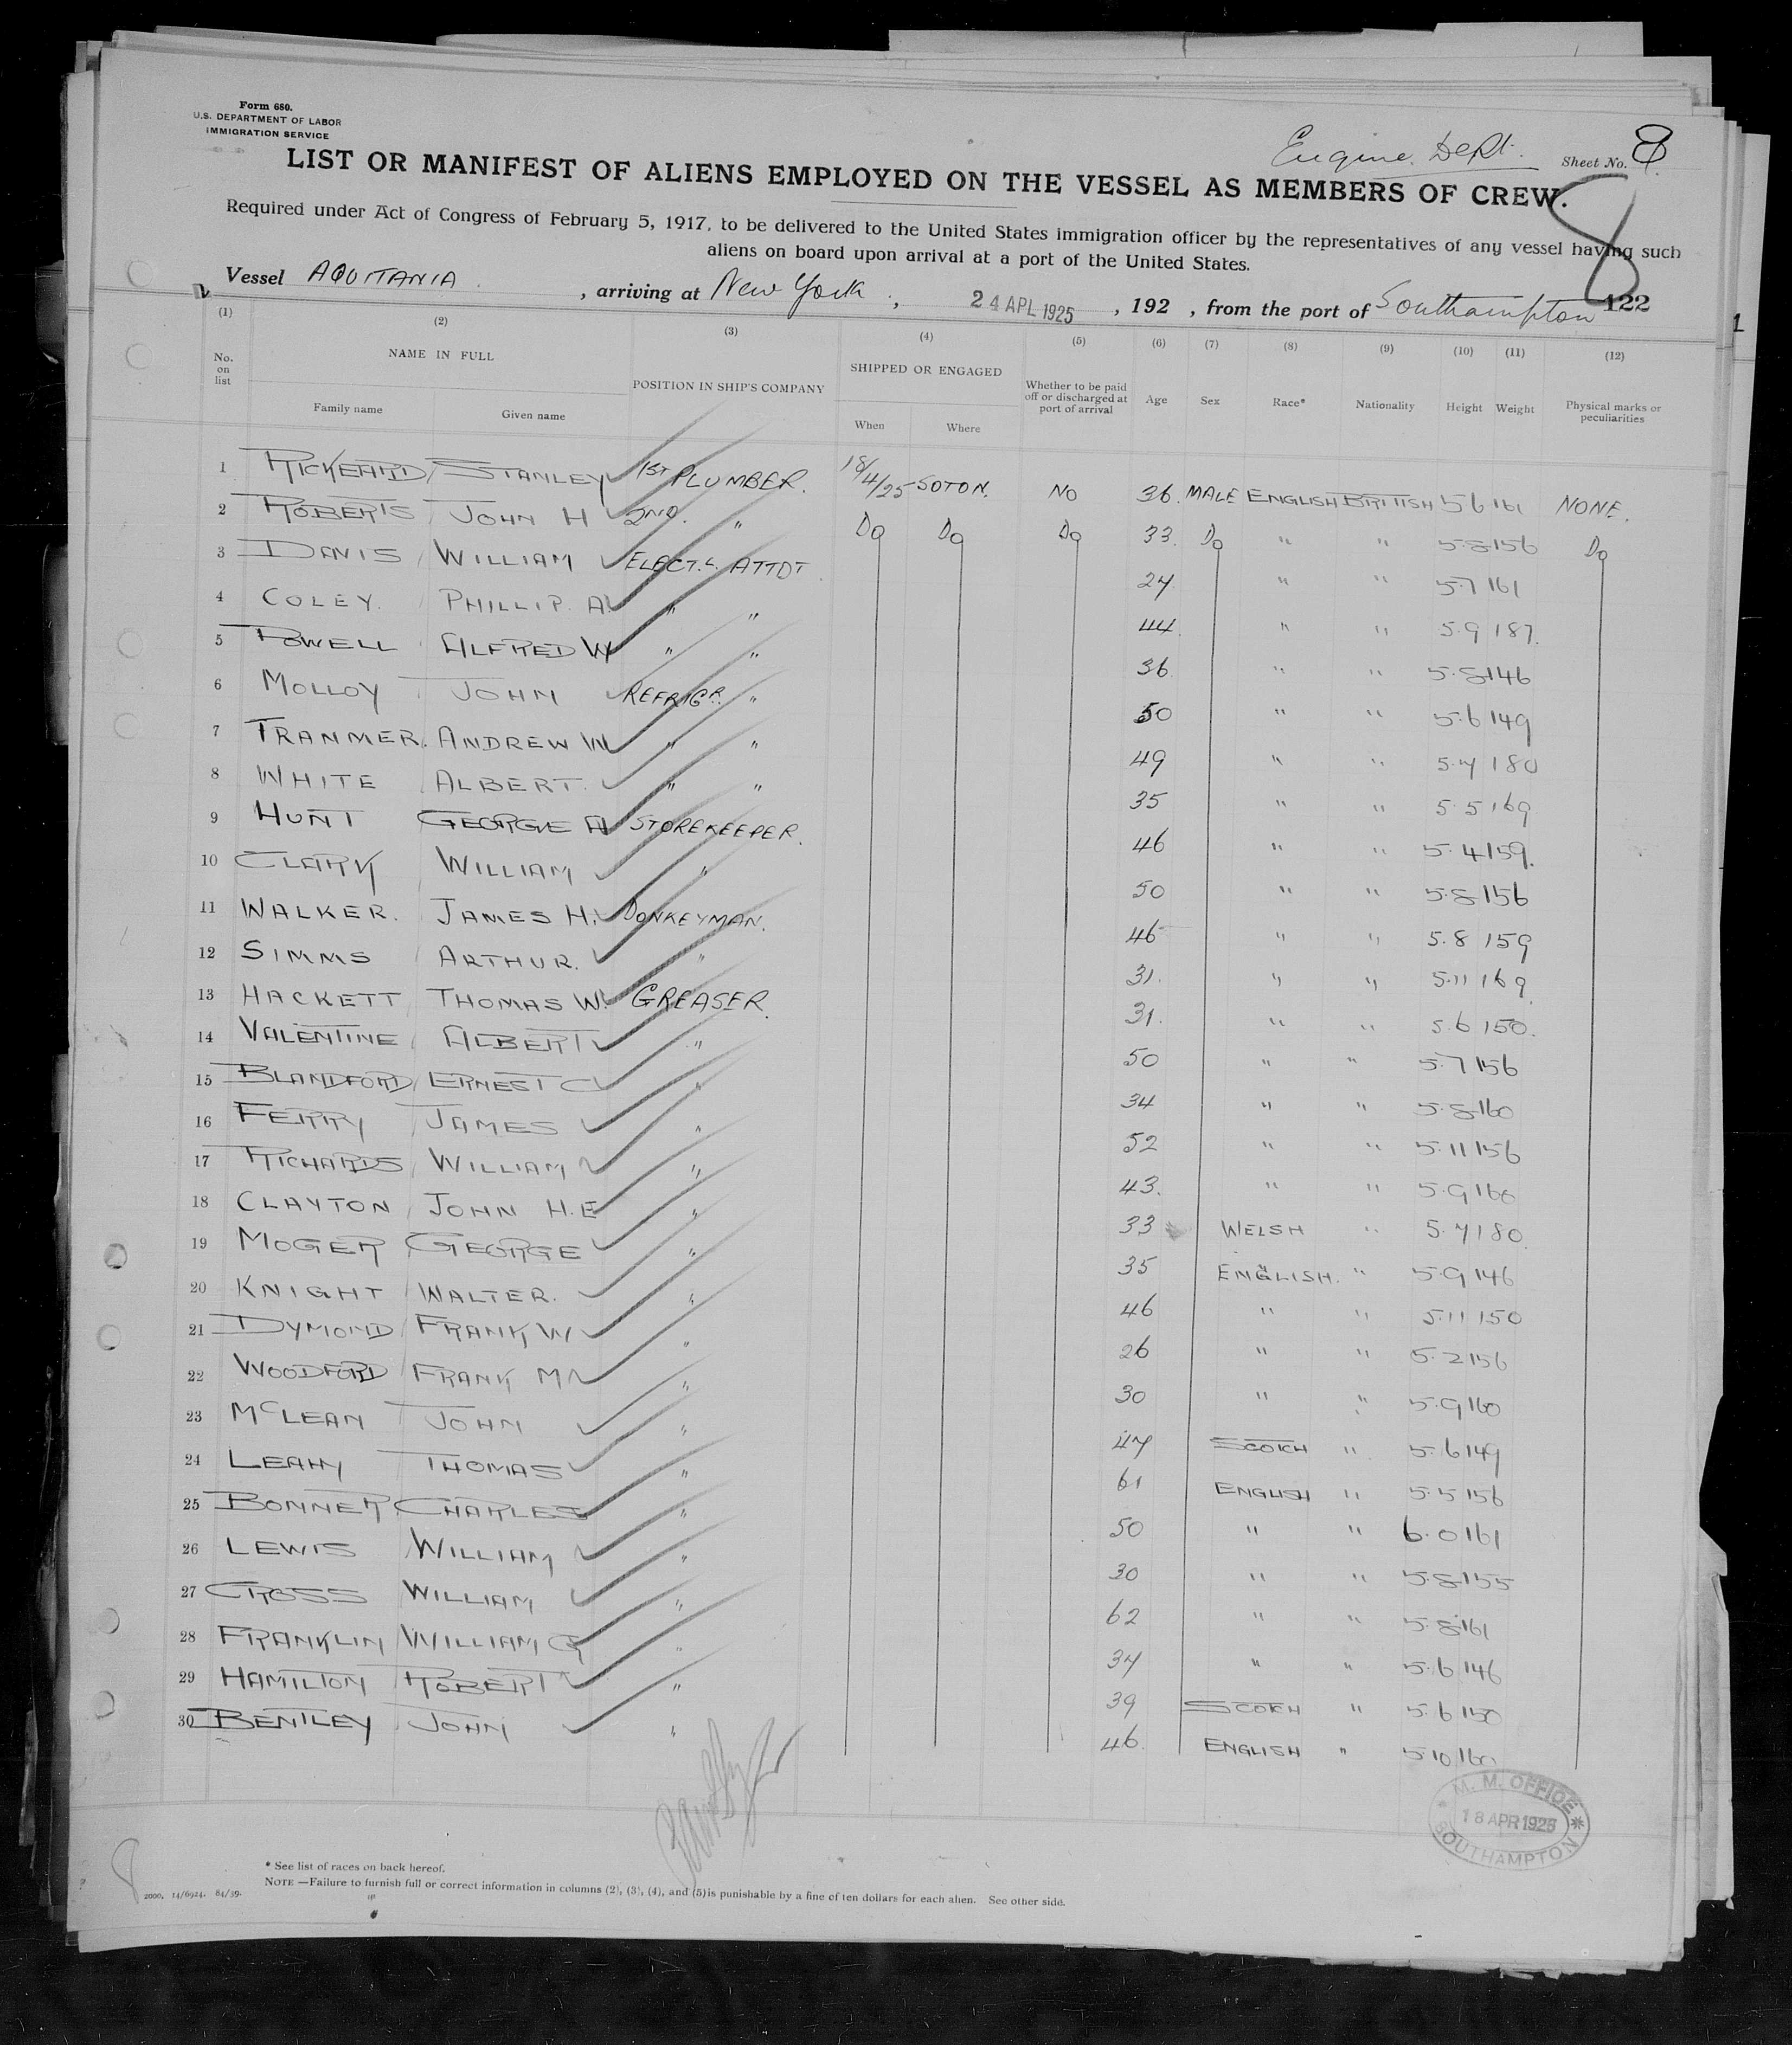 Form 680.
U.S. DEPARTMENT OF LABOR
IMMIGRATION SERVICE
Engine Dept. Sheet No. 8
LIST OR MANIFEST OF ALIENS EMPLOYED ON THE VESSEL AS MEMBERS OF CREW.
8
Required under Act of Congress of February 5, 1917, to be delivered to the United States immigration officer by the representatives of any vessel having such
aliens on board upon arrival at a port of the United States.
Vessel AQUITANIA , arriving at New York , 24 APL 1925 , 192 , from the port of Southampton 122
(1) (2) (3) (4) (5) (6) (7) (8) (9) (10) (11) (12)
No. on list NAME IN FULL POSITION IN SHIP'S COMPANY SHIPPED OR ENGAGED Whether to be paid off or discharged at port of arrival Age Sex Race* Nationality Height Weight Physical marks or peculiarities
Family name Given name When Where
1 RICKEARD STANLEY 1ST PLUMBER. 18/4/25 SOTON. NO 36. MALE ENGLISH BRITISH 5 6 161 NONE.
2 ROBERTS JOHN H 2ND. " Do Do Do 33. Do " " 5.8 156 Do
3 DAVIS WILLIAM ELECT.L ATTDT 24 " " 5.7 161
4 COLEY. PHILLIP. A. " " 44. " " 5.9 187.
5 POWELL ALFRED W " " 36 " " 5.8 146
6 MOLLOY JOHN REFRIGR. " 50 " " 5.6 149
7 TRANMER. ANDREW W " " 49 " " 5.7 180
8 WHITE ALBERT. " " 35 " " 5.5 169
9 HUNT GEORGE A STOREKEEPER. 46 " " 5.4 159.
10 CLARK WILLIAM " 50 " " 5.8 156
11 WALKER. JAMES H. DONKEYMAN. 46 " " 5.8 159
12 SIMMS ARTHUR. " 31. " " 5.11 169
13 HACKETT THOMAS W. GREASER. 31. " " 5.6 150.
14 VALENTINE ALBERT " 50 " " 5.7 156
15 BLANDFORD ERNEST C " 34 " " 5.8 160
16 FERRY JAMES " 52 " " 5.11 156
17 RICHARDS WILLIAM " 43. " " 5.9 160
18 CLAYTON JOHN H.E " 33 WELSH " 5.7 180.
19 MOGER GEORGE " 35 ENGLISH. " 5.9 146
20 KNIGHT WALTER. " 46 " " 5.11 150
21 DYMOND FRANK W " 26 " " 5.2 156
22 WOODFORD FRANK M " 30 " " 5.9 160
23 McLEAN JOHN " 47 SCOTCH " 5.6 149
24 LEAHY THOMAS " 61 ENGLISH " 5.5 156
25 BONNER CHARLES " 50 " " 6.0 161
26 LEWIS WILLIAM " 30 " " 5.8 155
27 CROSS WILLIAM " 62 " " 5.8 161
28 FRANKLIN WILLIAM G " 37 " " 5.6 146
29 HAMILTON ROBERT " 39 SCOTCH " 5.6 150
30 BENTLEY JOHN " 46. ENGLISH " 5.10 160
M. M. OFFICE
18 APR 1925
SOUTHAMPTON
* See list of races on back hereof.
NOTE —Failure to furnish full or correct information in columns (2), (3), (4), and (5) is punishable by a fine of ten dollars for each alien. See other side.
2000. 14/6924. 84/59.